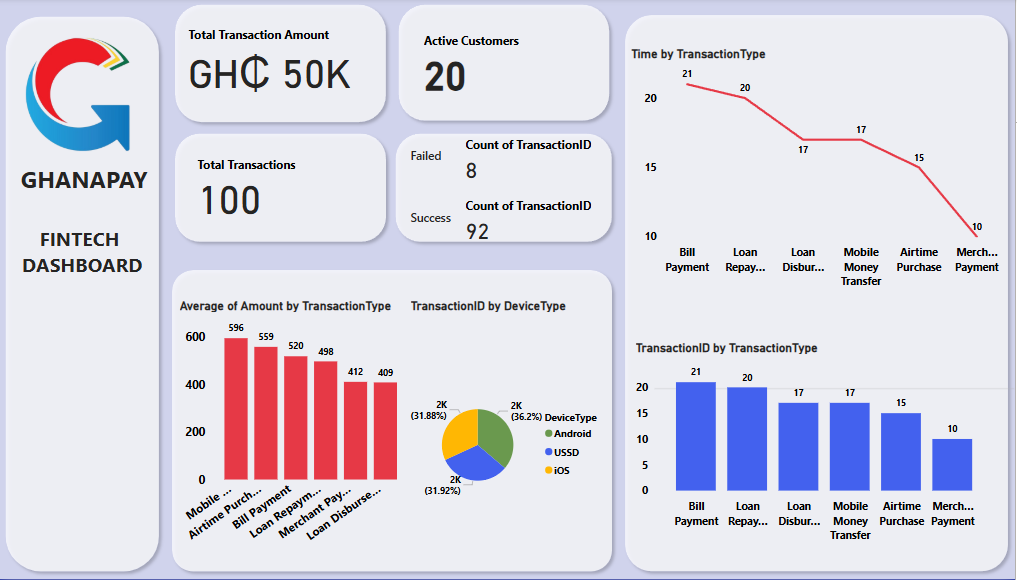 GHANAPAY
FINTECH
DASHBOARD
Total Transaction Amount
GH₵ 50K
Active Customers
20
Total Transactions
100
Failed
Count of TransactionID
8
Success
Count of TransactionID
92
Average of Amount by TransactionType
600
400
200
0
596
559
520
498
412
409
Mobile ...
Airtime Purch...
Bill Payment
Loan Repaym...
Merchant Pay...
Loan Disburse...
TransactionID by DeviceType
2K
(31.88%)
2K
(36.2%)
2K
(31.92%)
DeviceType
Android
USSD
iOS
Time by TransactionType
20
15
10
21
20
17
17
15
10
Bill
Payment
Loan
Repay...
Loan
Disbur...
Mobile
Money
Transfer
Airtime
Purchase
Merch...
Payment
TransactionID by TransactionType
20
15
10
5
0
21
20
17
17
15
10
Bill
Payment
Loan
Repay...
Loan
Disbur...
Mobile
Money
Transfer
Airtime
Purchase
Merch...
Payment